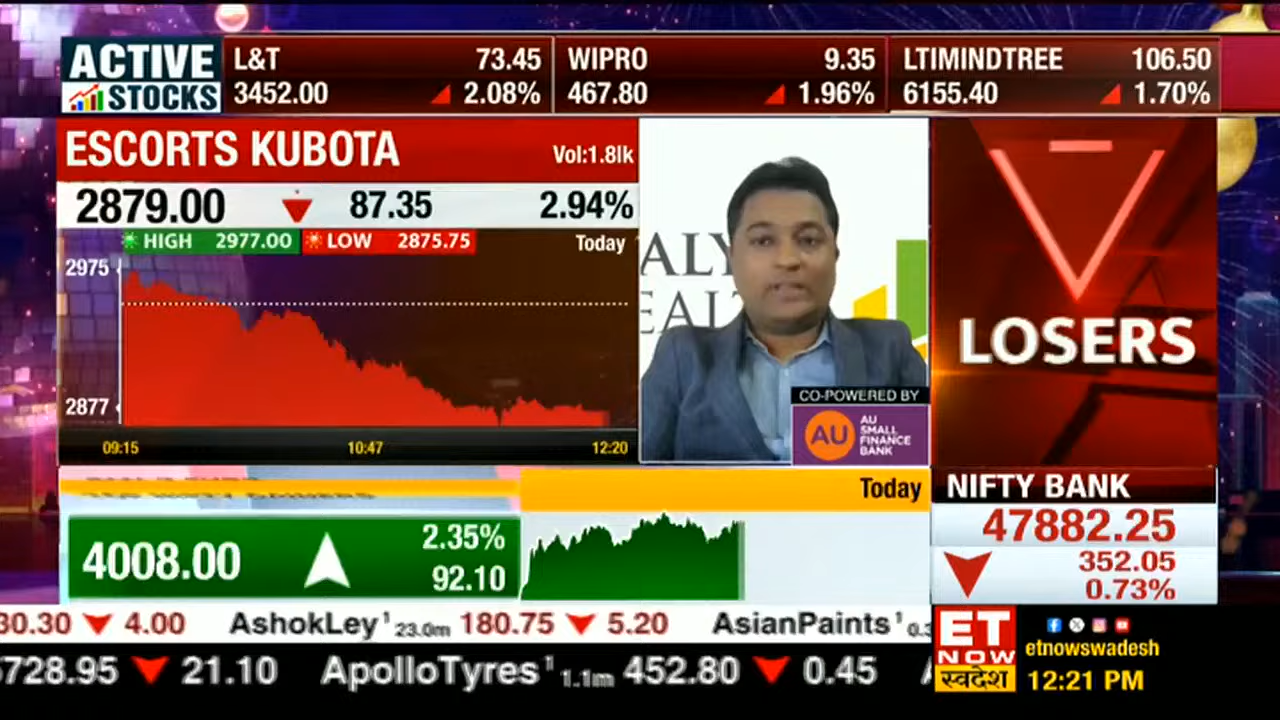 ACTIVE
STOCKS
L&T 73.45
3452.00 2.08%
WIPRO 9.35
467.80 1.96%
LTIMINDTREE 106.50
6155.40 1.70%
ESCORTS KUBOTA Vol:1.8lk
2879.00 87.35 2.94%
HIGH 2977.00 LOW 2875.75 Today
2975
2877
09:15 10:47 12:20
CO-POWERED BY
AU
AU
SMALL
FINANCE
BANK
LOSERS
Today
4008.00 2.35%
92.10
NIFTY BANK
47882.25
352.05
0.73%
30.30 4.00 AshokLey¹ 23.0m 180.75 5.20 AsianPaints¹
728.95 21.10 ApolloTyres¹ 1.1m 452.80 0.45
ET
NOW
स्वदेश
etnowswadesh
12:21 PM